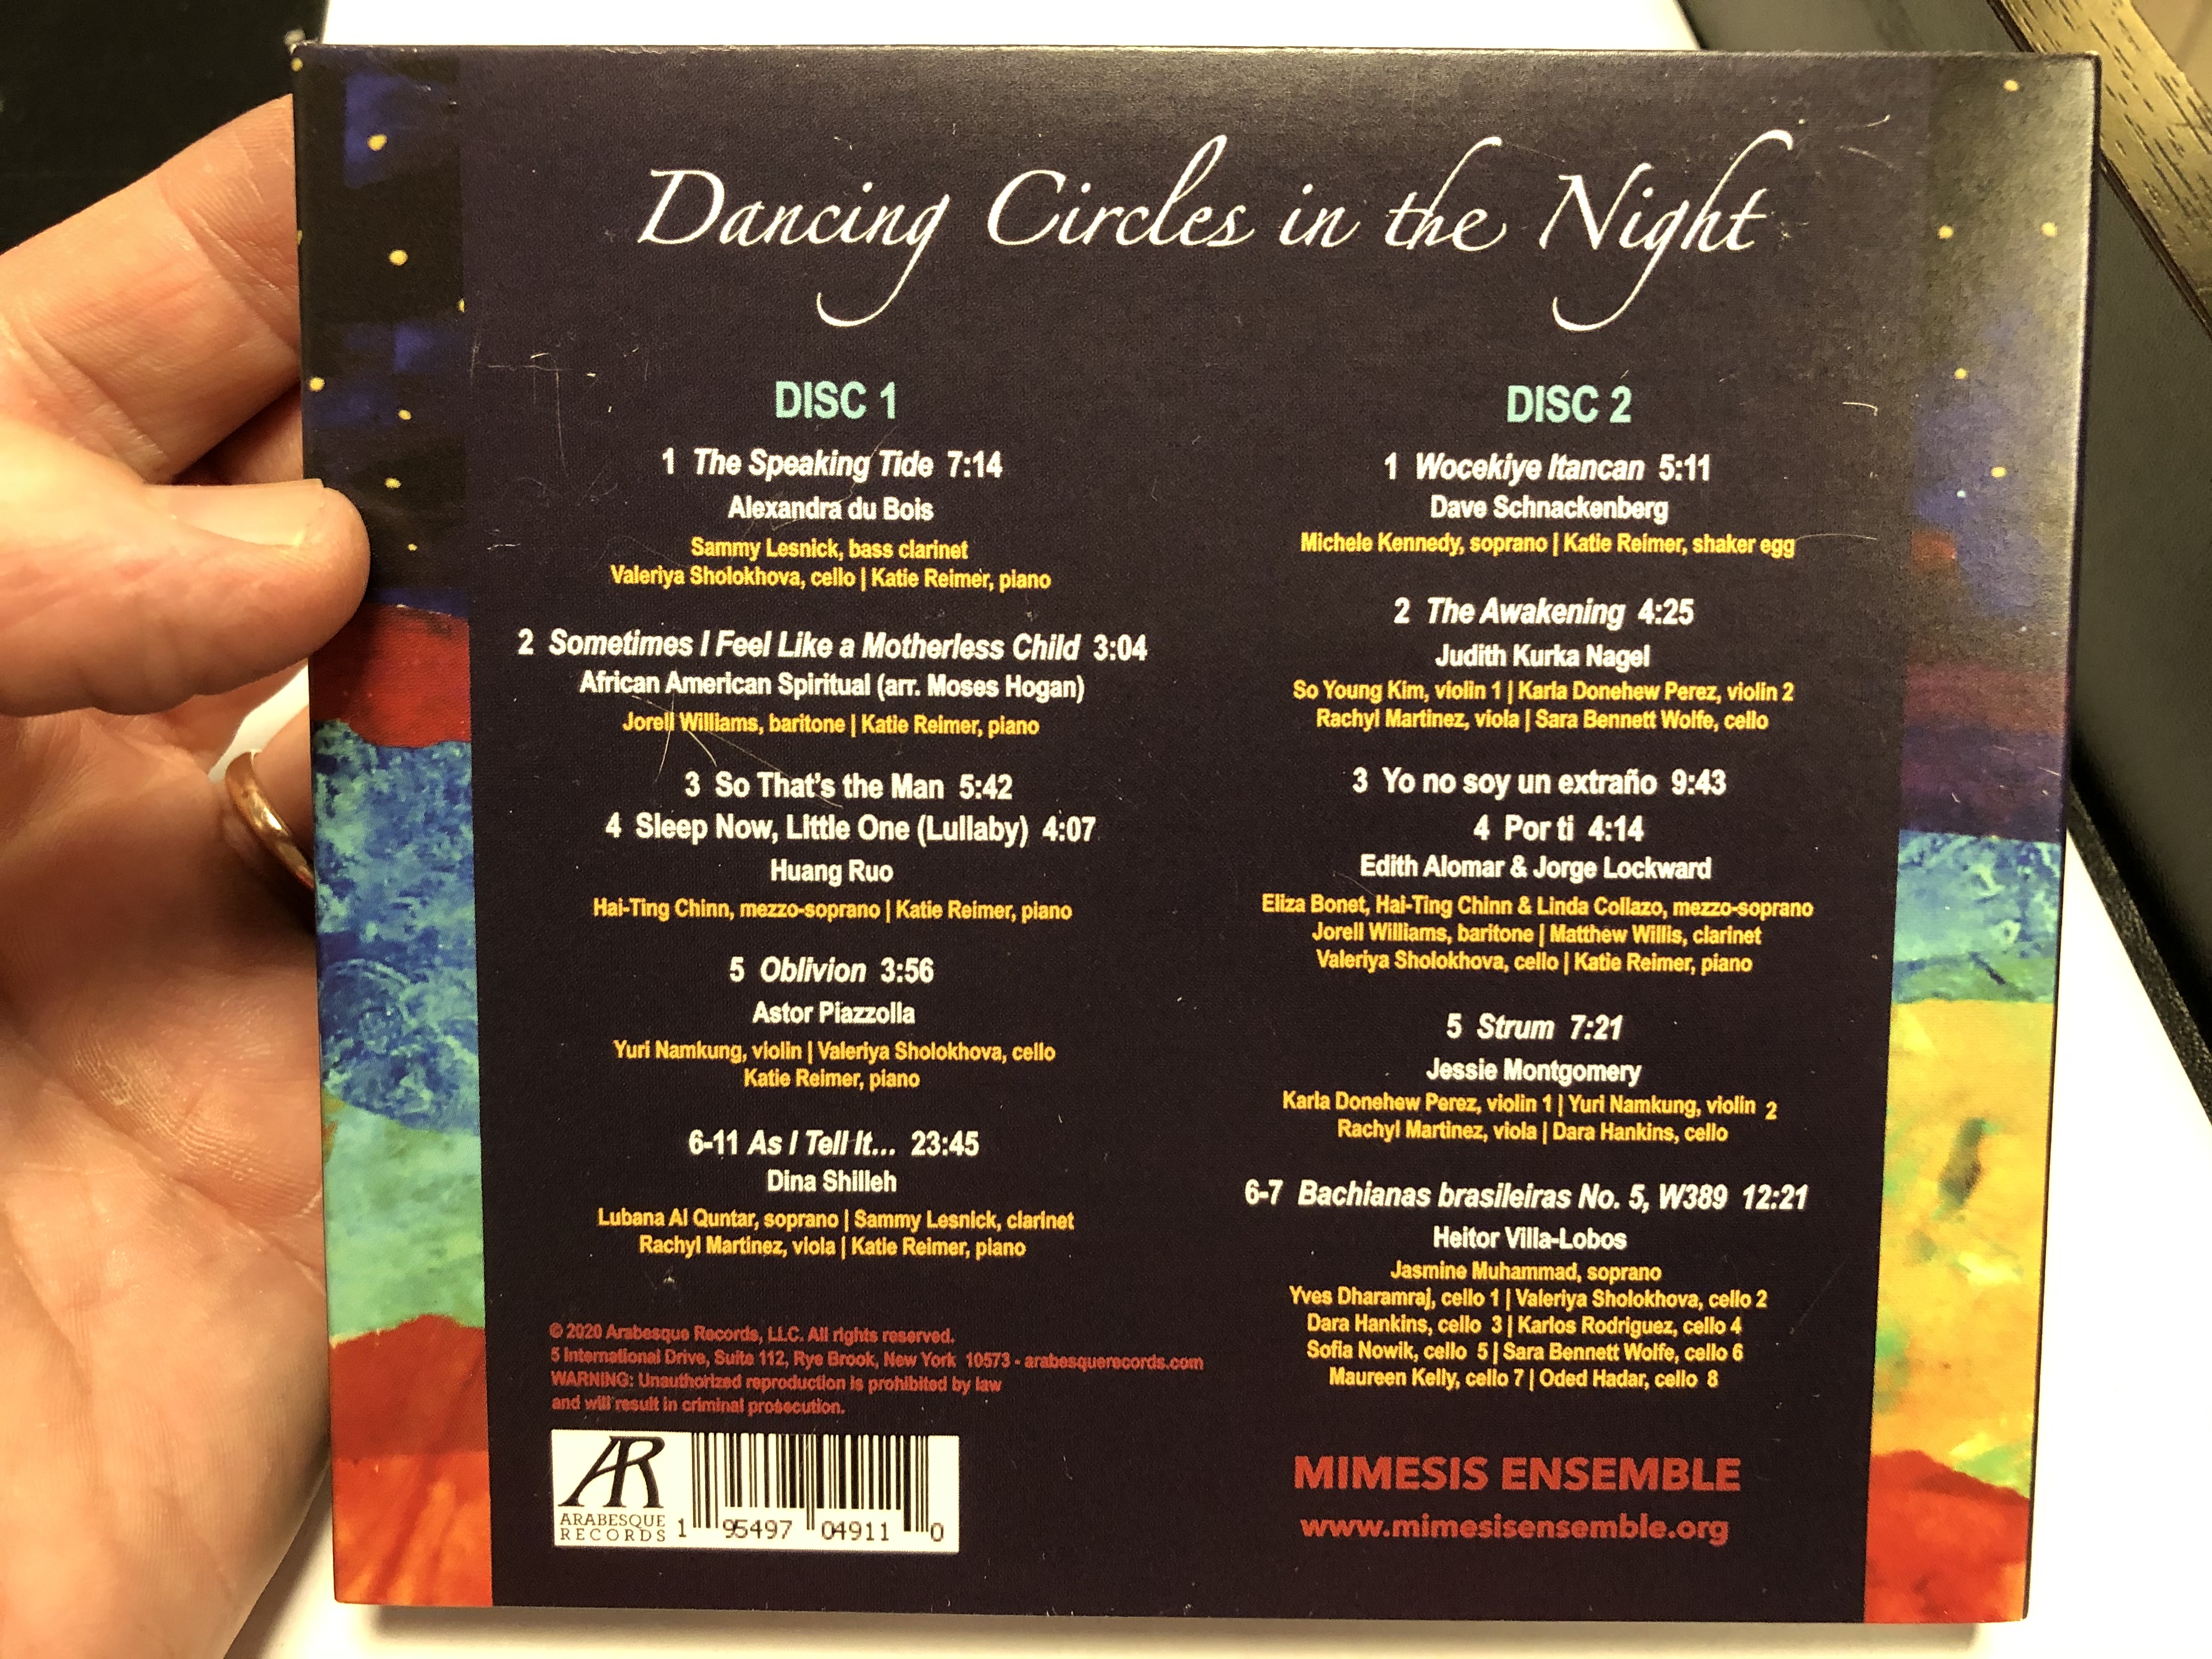 Dancing Circles in the Night
DISC 1
1 The Speaking Tide 7:14
Alexandra du Bois
Sammy Lesnick, bass clarinet
Valeriya Sholokhova, cello | Katie Reimer, piano
2 Sometimes I Feel Like a Motherless Child 3:04
African American Spiritual (arr. Moses Hogan)
Jorell Williams, baritone | Katie Reimer, piano
3 So That's the Man 5:42
4 Sleep Now, Little One (Lullaby) 4:07
Huang Ruo
Hai-Ting Chinn, mezzo-soprano | Katie Reimer, piano
5 Oblivion 3:56
Astor Piazzolla
Yuri Namkung, violin | Valeriya Sholokhova, cello
Katie Reimer, piano
6-11 As I Tell It... 23:45
Dina Shilleh
Lubana Al Quntar, soprano | Sammy Lesnick, clarinet
Rachyl Martinez, viola | Katie Reimer, piano
© 2020 Arabesque Records, LLC. All rights reserved.
5 International Drive, Suite 112, Rye Brook, New York 10573 - arabesquerecords.com
WARNING: Unauthorized reproduction is prohibited by law
and will result in criminal prosecution.
AR
ARABESQUE
RECORDS
1 95497 04911 0
DISC 2
1 Wocekiye Itancan 5:11
Dave Schnackenberg
Michele Kennedy, soprano | Katie Reimer, shaker egg
2 The Awakening 4:25
Judith Kurka Nagel
So Young Kim, violin 1 | Karla Donehew Perez, violin 2
Rachyl Martinez, viola | Sara Bennett Wolfe, cello
3 Yo no soy un extraño 9:43
4 Por ti 4:14
Edith Alomar & Jorge Lockward
Eliza Bonet, Hai-Ting Chinn & Linda Collazo, mezzo-soprano
Jorell Williams, baritone | Matthew Willis, clarinet
Valeriya Sholokhova, cello | Katie Reimer, piano
5 Strum 7:21
Jessie Montgomery
Karla Donehew Perez, violin 1 | Yuri Namkung, violin 2
Rachyl Martinez, viola | Dara Hankins, cello
6-7 Bachianas brasileiras No. 5, W389 12:21
Heitor Villa-Lobos
Jasmine Muhammad, soprano
Yves Dharamraj, cello 1 | Valeriya Sholokhova, cello 2
Dara Hankins, cello 3 | Karlos Rodriguez, cello 4
Sofia Nowik, cello 5 | Sara Bennett Wolfe, cello 6
Maureen Kelly, cello 7 | Oded Hadar, cello 8
MIMESIS ENSEMBLE
www.mimesisensemble.org